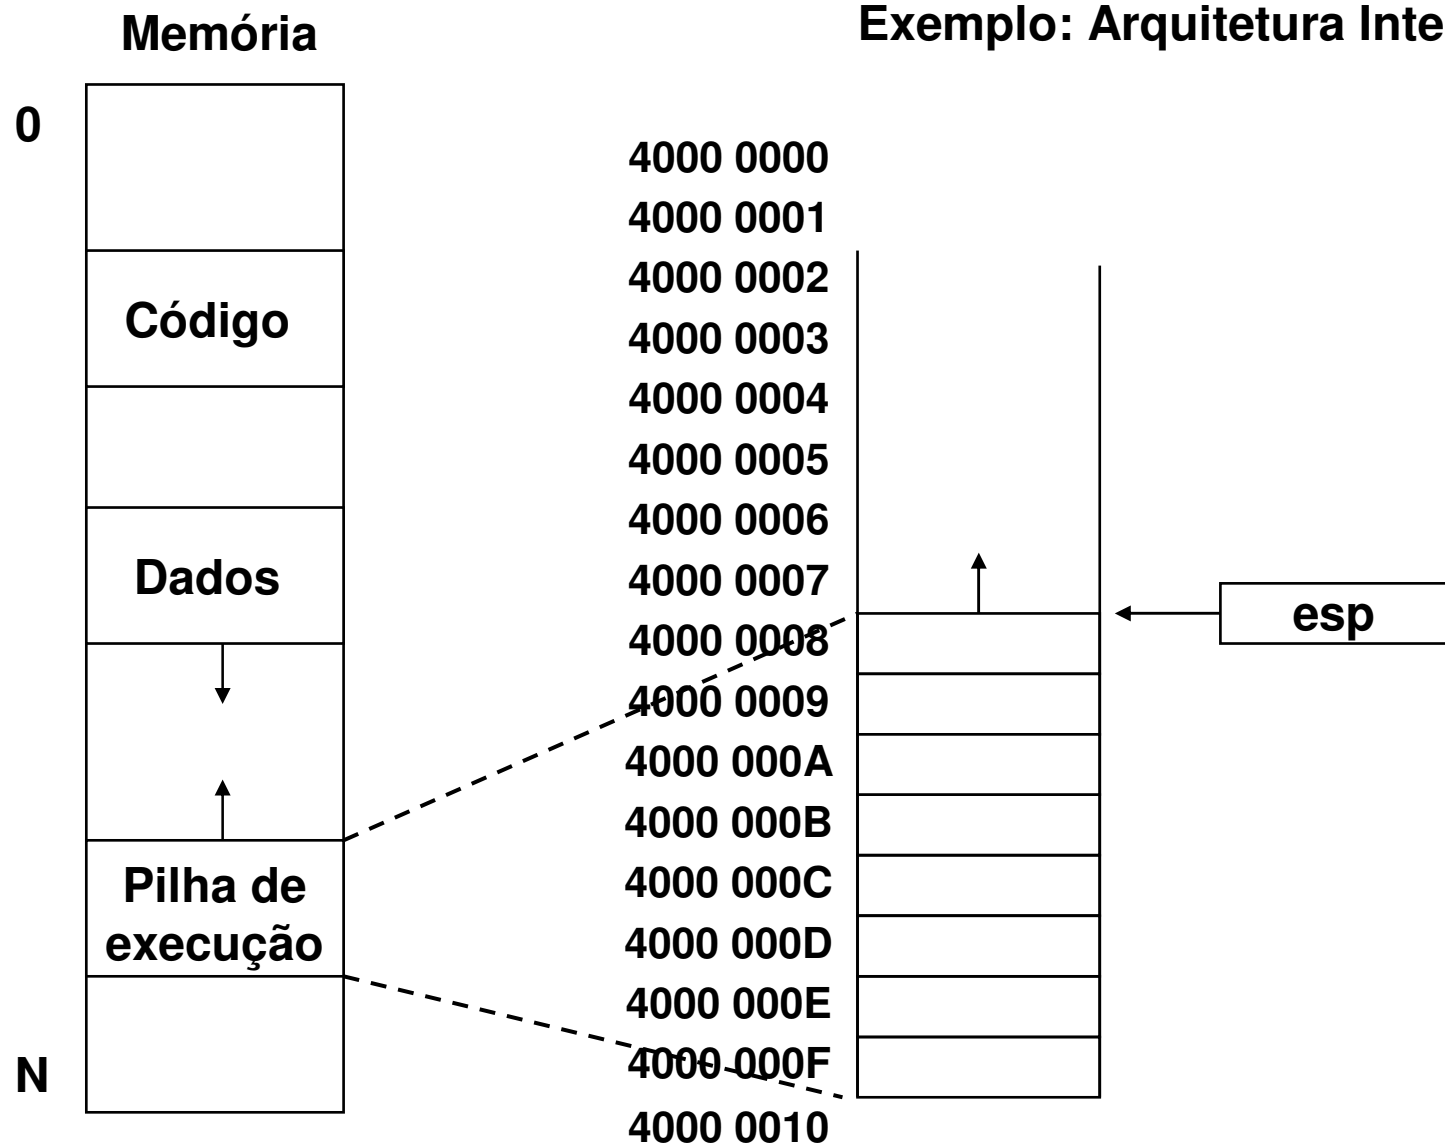 Memória
Exemplo: Arquitetura Inte
0
Código
Dados
Pilha de
execução
N
4000 0000
4000 0001
4000 0002
4000 0003
4000 0004
4000 0005
4000 0006
4000 0007
4000 0008
4000 0009
4000 000A
4000 000B
4000 000C
4000 000D
4000 000E
4000 000F
4000 0010
esp